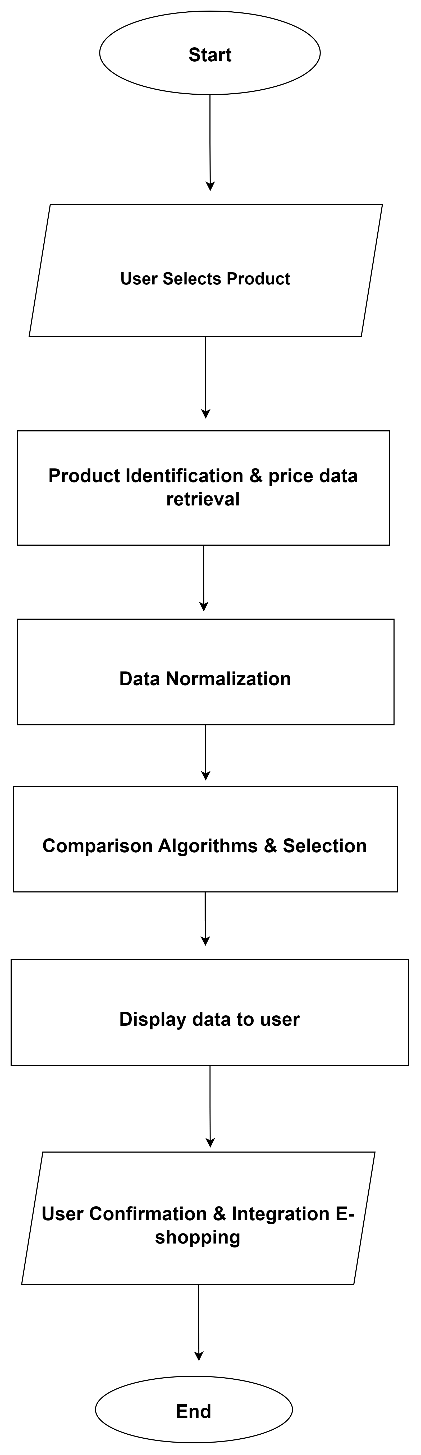 Start
User Selects Product
Product Identification & price data
retrieval
Data Normalization
Comparison Algorithms & Selection
Display data to user
User Confirmation & Integration E-
shopping
End